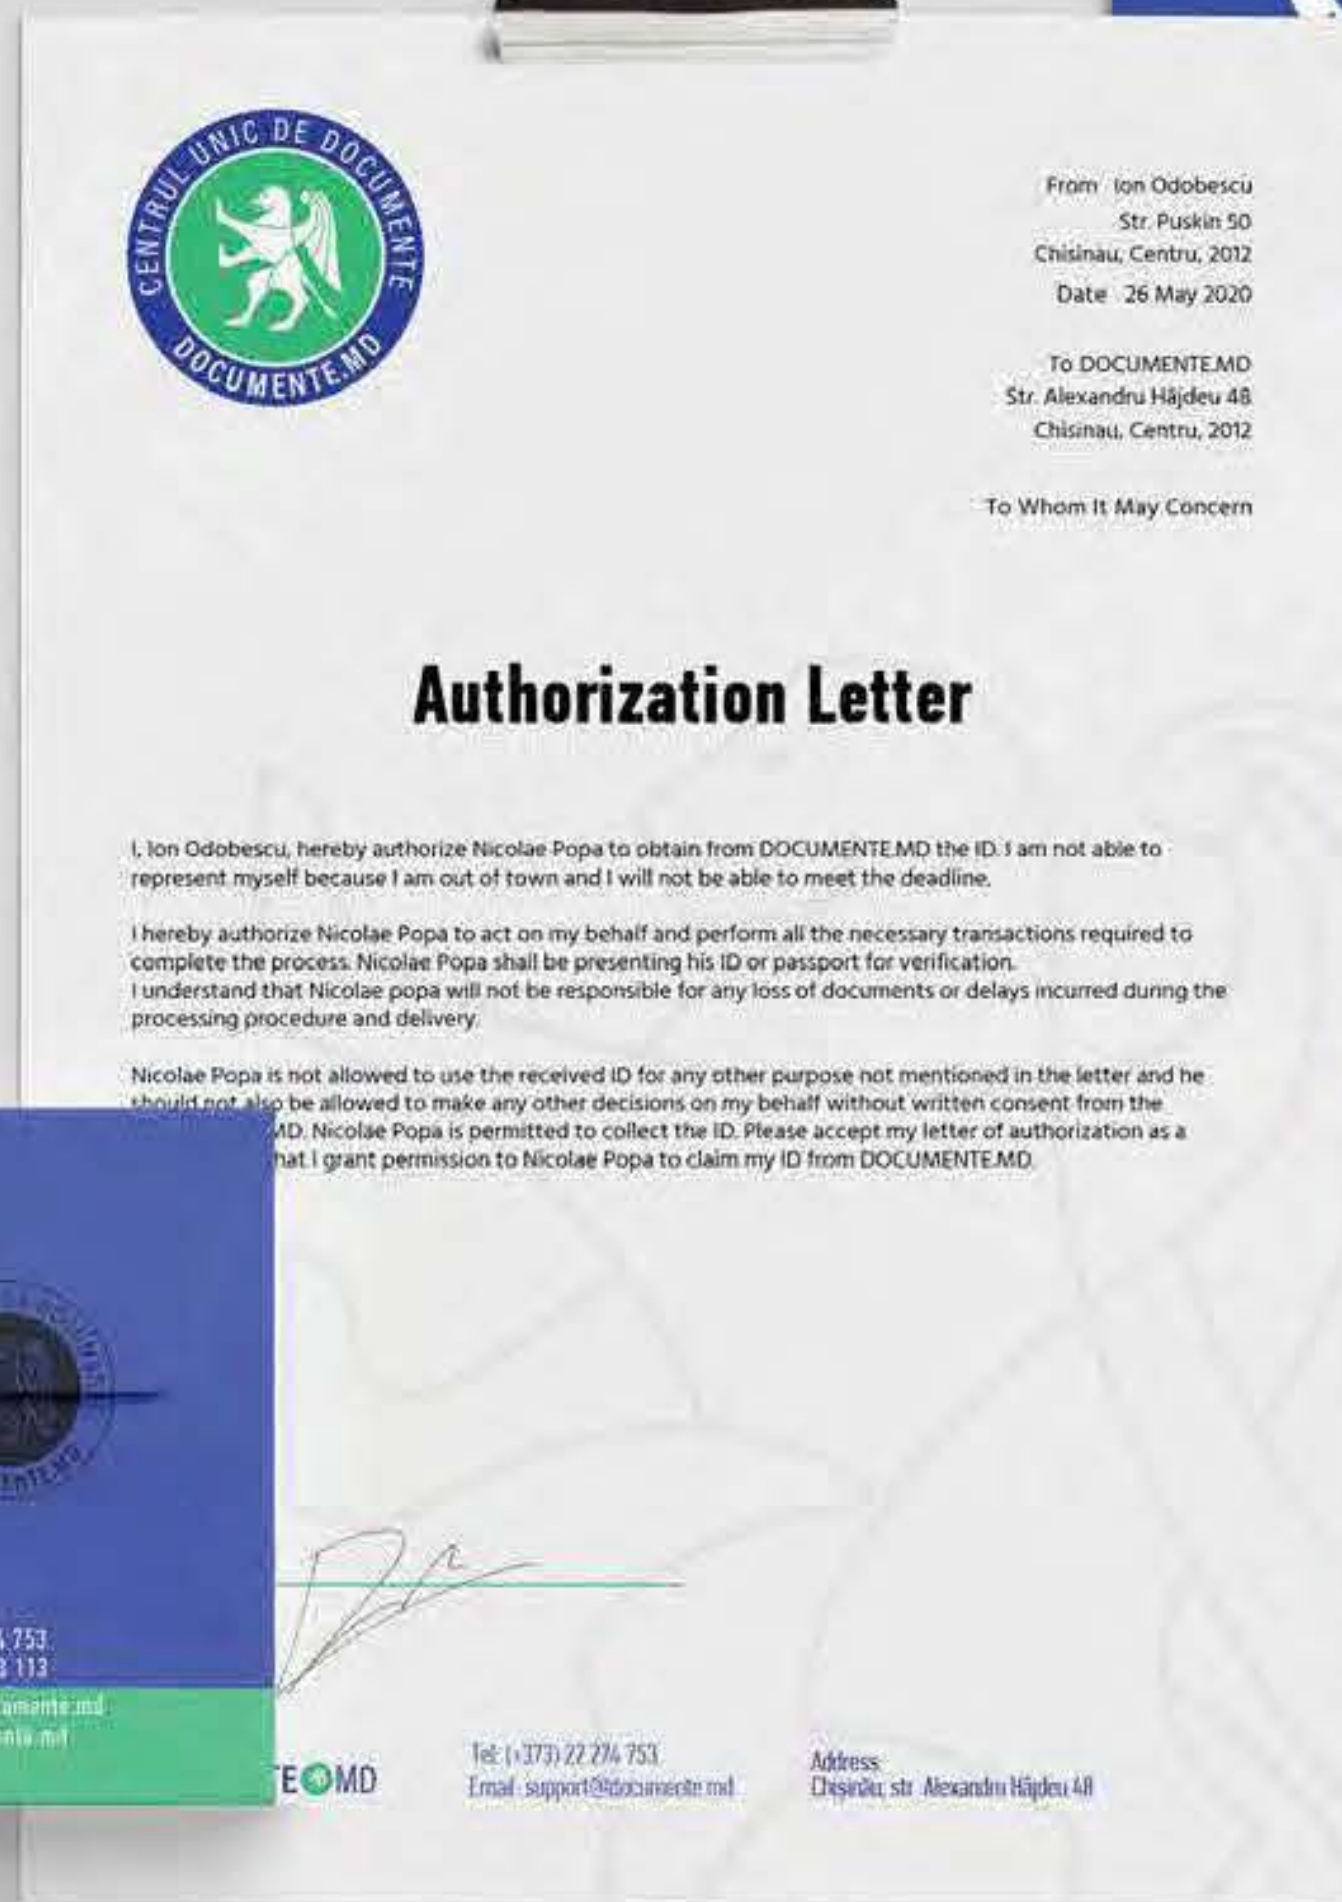 CENTRUL UNIC DE DOCUMENTE
DOCUMENTE.MD
From Ion Odobescu
Str. Puskin 50
Chisinau, Centru, 2012
Date 26 May 2020
To DOCUMENTE.MD
Str. Alexandru Hâjdeu 48
Chisinau, Centru, 2012
To Whom It May Concern
Authorization Letter
I, Ion Odobescu, hereby authorize Nicolae Popa to obtain from DOCUMENTE.MD the ID. I am not able to
represent myself because I am out of town and I will not be able to meet the deadline.
I hereby authorize Nicolae Popa to act on my behalf and perform all the necessary transactions required to
complete the process. Nicolae Popa shall be presenting his ID or passport for verification.
I understand that Nicolae popa will not be responsible for any loss of documents or delays incurred during the
processing procedure and delivery.
Nicolae Popa is not allowed to use the received ID for any other purpose not mentioned in the letter and he
should not also be allowed to make any other decisions on my behalf without written consent from the
MD. Nicolae Popa is permitted to collect the ID. Please accept my letter of authorization as a
hat I grant permission to Nicolae Popa to claim my ID from DOCUMENTE.MD.
753
113
E MD
Tel: (+373) 22 274 753
Email: support@documente.md
Address:
Chișinău, str. Alexandru Hâjdeu 48